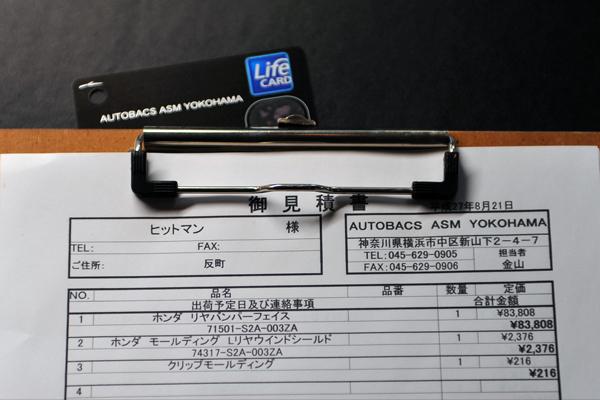 Life
CARD
AUTOBACS ASM YOKOHAMA
御見積書
平成27年8月21日
ヒットマン 様
TEL: FAX:
ご住所: 反町
AUTOBACS ASM YOKOHAMA
神奈川県横浜市中区新山下2-4-7
TEL:045-629-0905 担当者
FAX:045-629-0906 金山
NO. 品名 品番 数量 定価
出荷予定日及び連絡事項 合計金額
1 ホンダ リヤバンパーフェイス 1 ¥83,808
71501-S2A-003ZA ¥83,808
2 ホンダ モールディング Lリヤウインドシールド 1 ¥2,376
74317-S2A-003ZA ¥2,376
3 クリップモールディング 1 ¥216
¥216
4